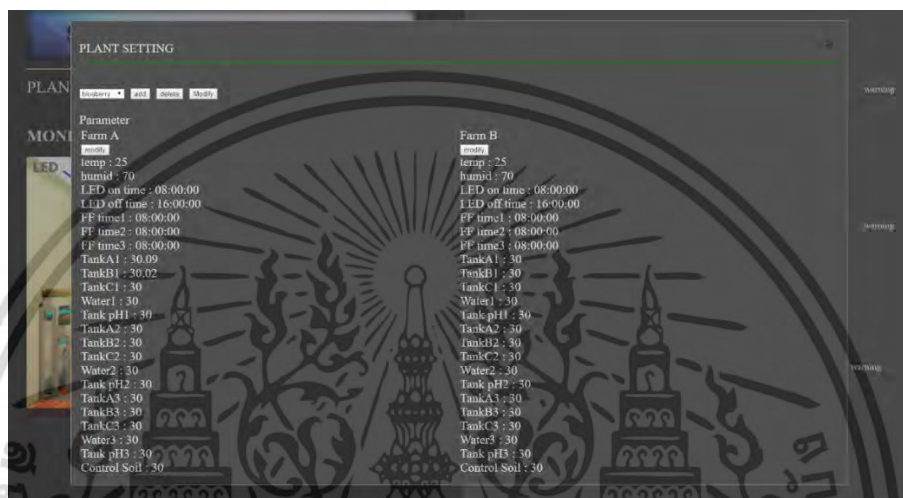 PLANT SETTING
PLAN
blueberry add delete Modify
warning
Parameter
MONI
Farm A
modify
LED
temp : 25
humid : 70
LED on time : 08:00:00
LED off time : 16:00:00
FF time1 : 08:00:00
FF time2 : 08:00:00
FF time3 : 08:00:00
TankA1 : 30.09
TankB1 : 30.02
TankC1 : 30
Water1 : 30
Tank pH1 : 30
TankA2 : 30
TankB2 : 30
TankC2 : 30
Water2 : 30
Tank pH2 : 30
TankA3 : 30
TankB3 : 30
TankC3 : 30
Water3 : 30
Tank pH3 : 30
Control Soil : 30
Farm B
modify
temp : 25
humid : 70
LED on time : 08:00:00
LED off time : 16:00:00
FF time1 : 08:00:00
FF time2 : 08:00:00
FF time3 : 08:00:00
TankA1 : 30
TankB1 : 30
TankC1 : 30
Water1 : 30
Tank pH1 : 30
TankA2 : 30
TankB2 : 30
TankC2 : 30
Water2 : 30
Tank pH2 : 30
TankA3 : 30
TankB3 : 30
TankC3 : 30
Water3 : 30
Tank pH3 : 30
Control Soil : 30
warning
warning